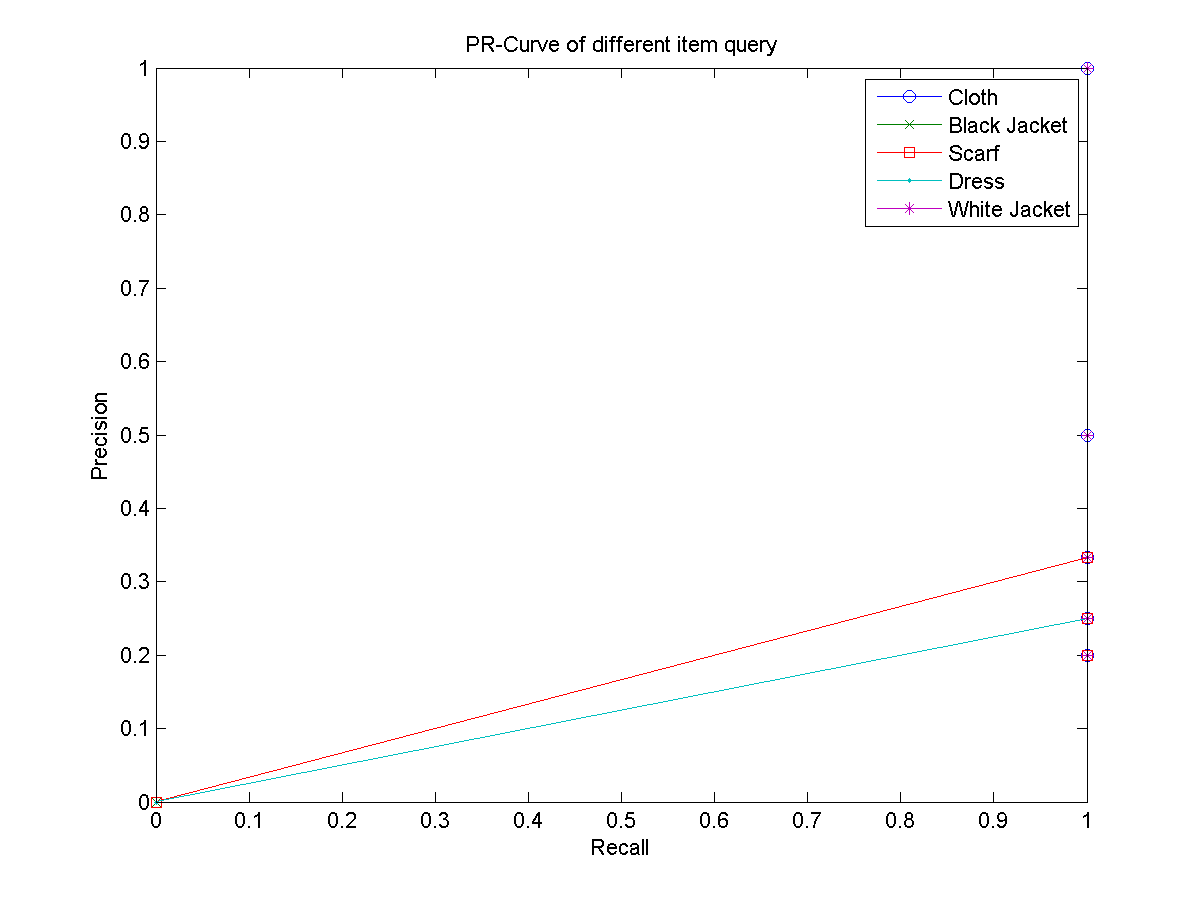 PR-Curve of different item query
1
0.9
0.8
0.7
0.6
0.5
0.4
0.3
0.2
0.1
0
Precision
Cloth
Black Jacket
Scarf
Dress
White Jacket
0 0.1 0.2 0.3 0.4 0.5 0.6 0.7 0.8 0.9 1
Recall